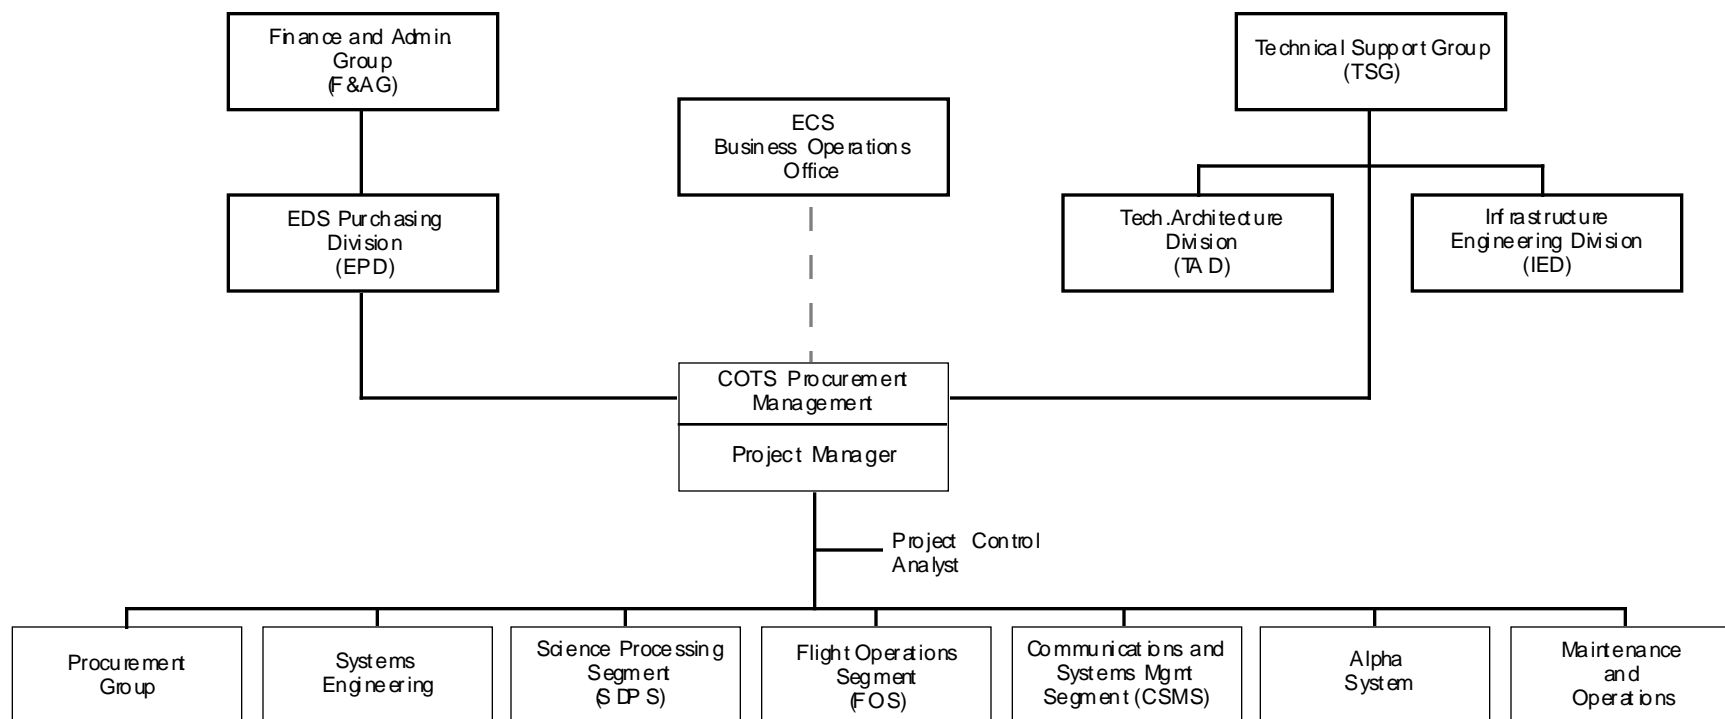 Finance and Admin.
Group
(F&AG)
Technical Support Group
(TSG)
ECS
Business Operations
Office
EDS Purchasing
Division
(EPD)
Tech.Architecture
Division
(TAD)
Infrastructure
Engineering Division
(IED)
COTS Procurement
Management
Project Manager
Project Control
Analyst
Procurement
Group
Systems
Engineering
Science Processing
Segment
(SDPS)
Flight Operations
Segment
(FOS)
Communications and
Systems Mgmt
Segment (CSMS)
Alpha
System
Maintenance
and
Operations